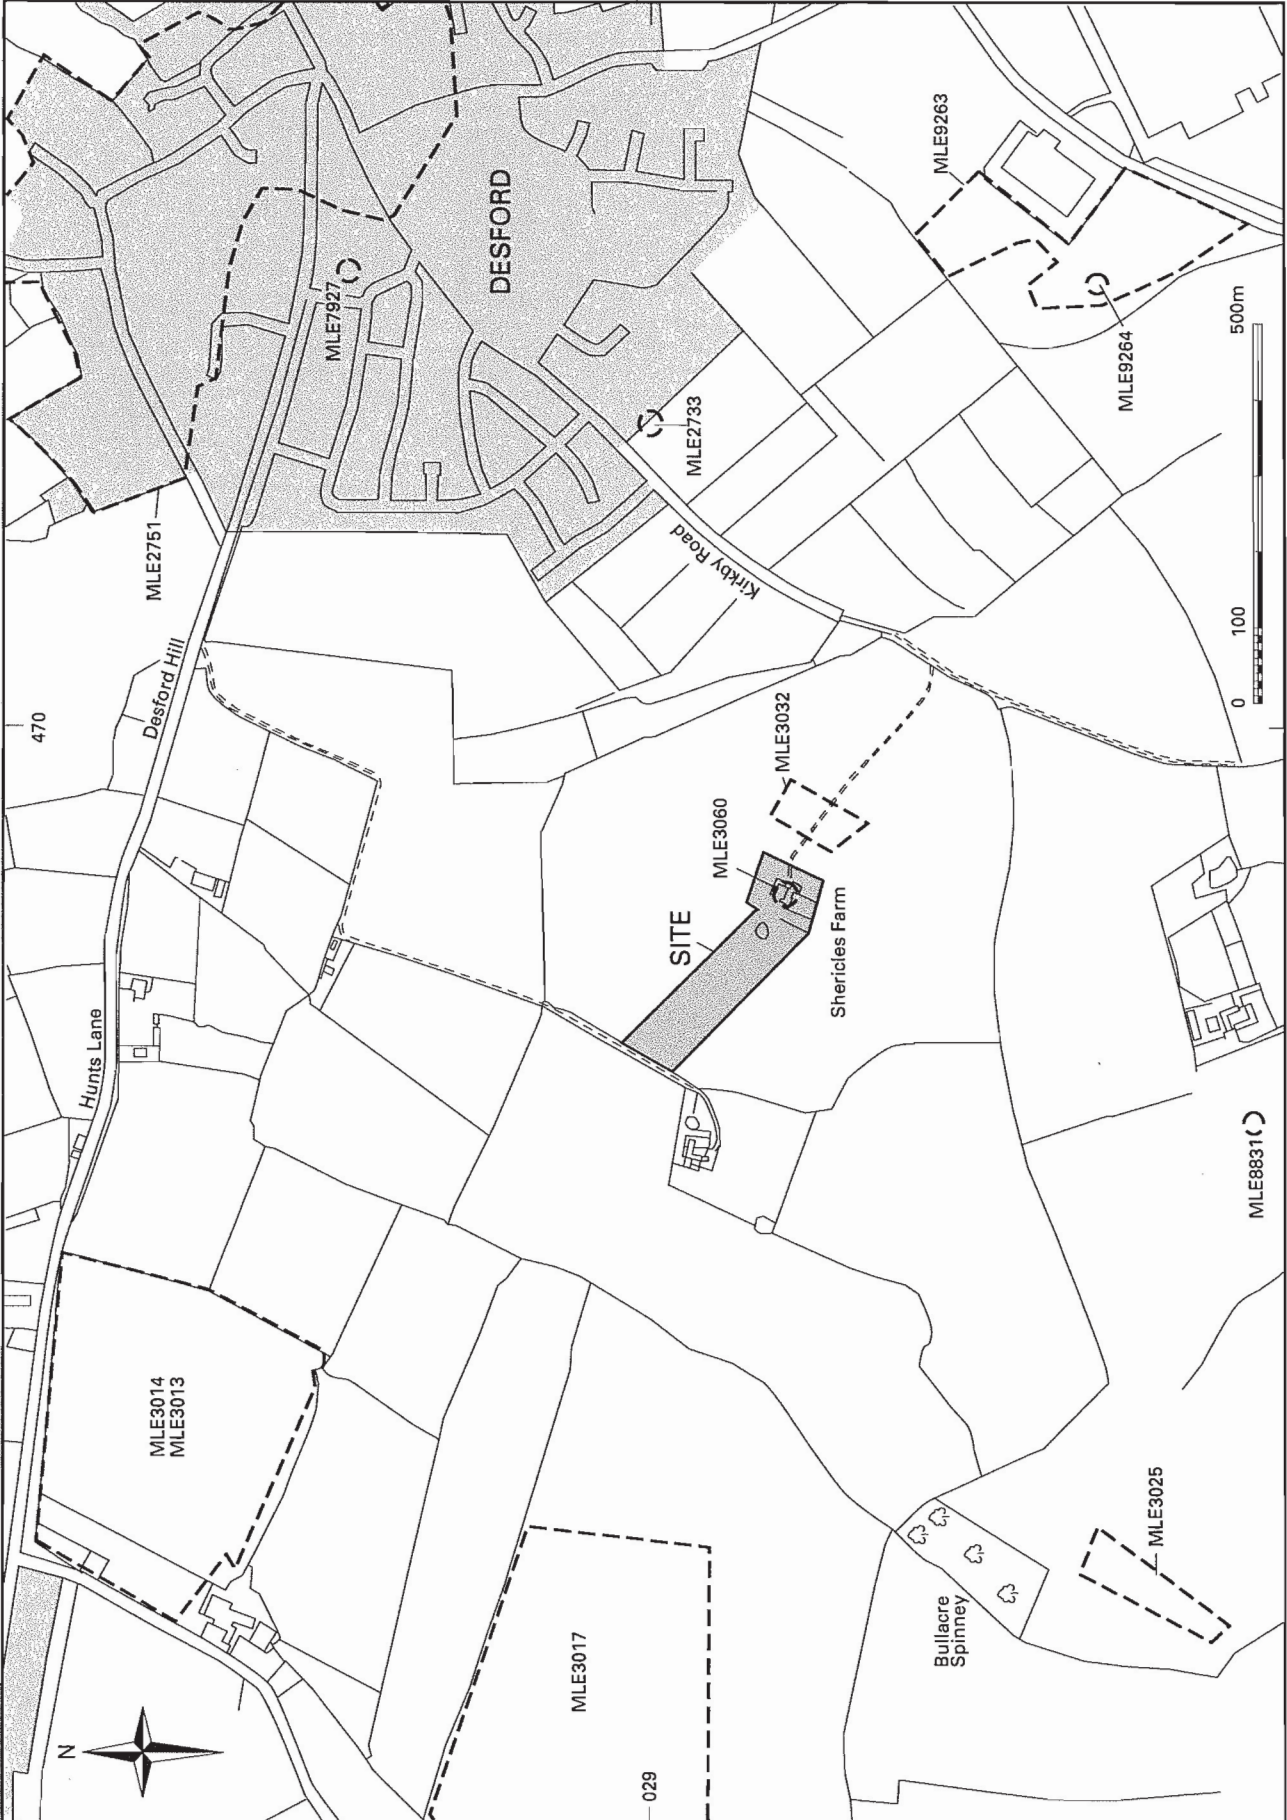 N
470
029
Hunts Lane
Desford Hill
DESFORD
Kirkby Road
MLE2751
MLE7927
MLE2733
MLE9263
MLE9264
MLE3014
MLE3013
MLE3017
SITE
MLE3060
MLE3032
Shericles Farm
Bullacre
Spinney
MLE3025
MLE8831
0
100
500m